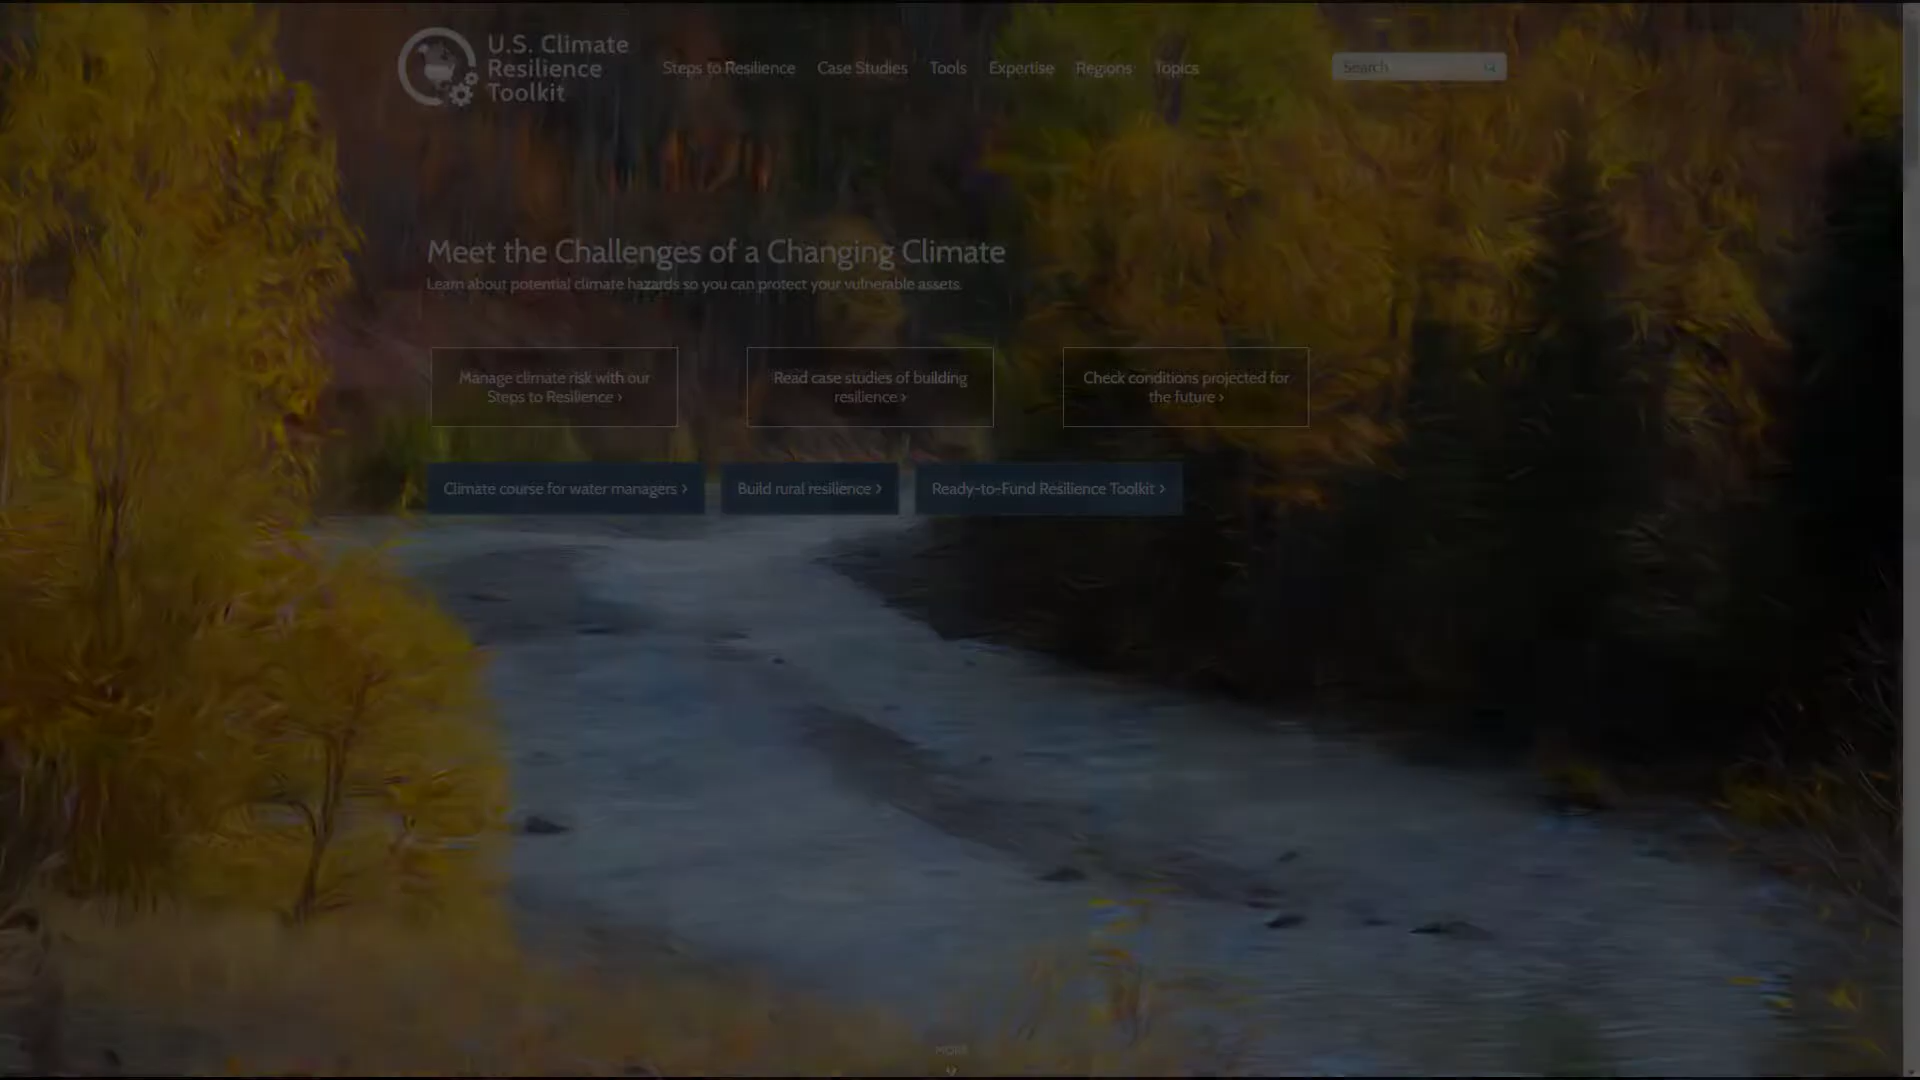 U.S. Climate
Resilience
Toolkit
Steps to Resilience Case Studies Tools Expertise Regions Topics
Search
Meet the Challenges of a Changing Climate
Learn about potential climate hazards so you can protect your vulnerable assets.
Manage climate risk with our
Steps to Resilience ›
Read case studies of building
resilience ›
Check conditions projected for
the future ›
Climate course for water managers ›
Build rural resilience ›
Ready-to-Fund Resilience Toolkit ›
MORE